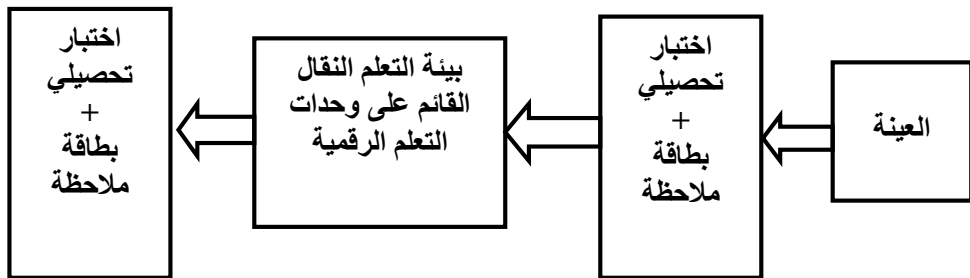 العينة
اختبار
تحصيلي
+
بطاقة
ملاحظة
بيئة التعلم النقال
القائم على وحدات
التعلم الرقمية
اختبار
تحصيلي
+
بطاقة
ملاحظة